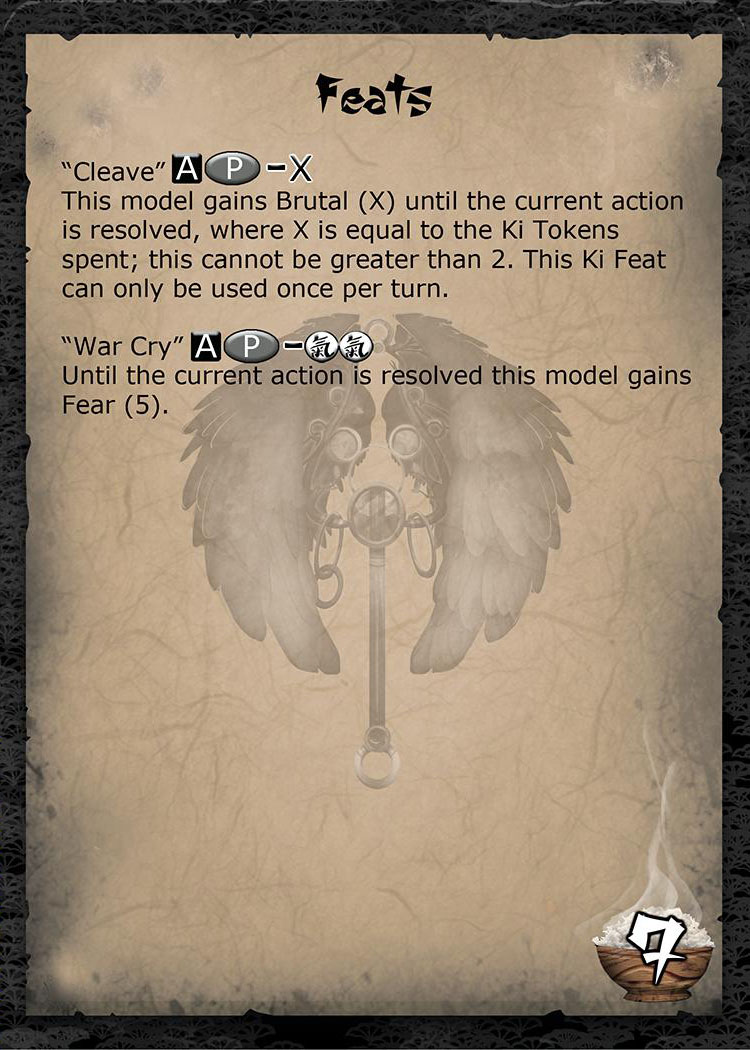 Feats
“Cleave” A P -X
This model gains Brutal (X) until the current action
is resolved, where X is equal to the Ki Tokens
spent; this cannot be greater than 2. This Ki Feat
can only be used once per turn.
“War Cry” A P -氣氣
Until the current action is resolved this model gains
Fear (5).
7